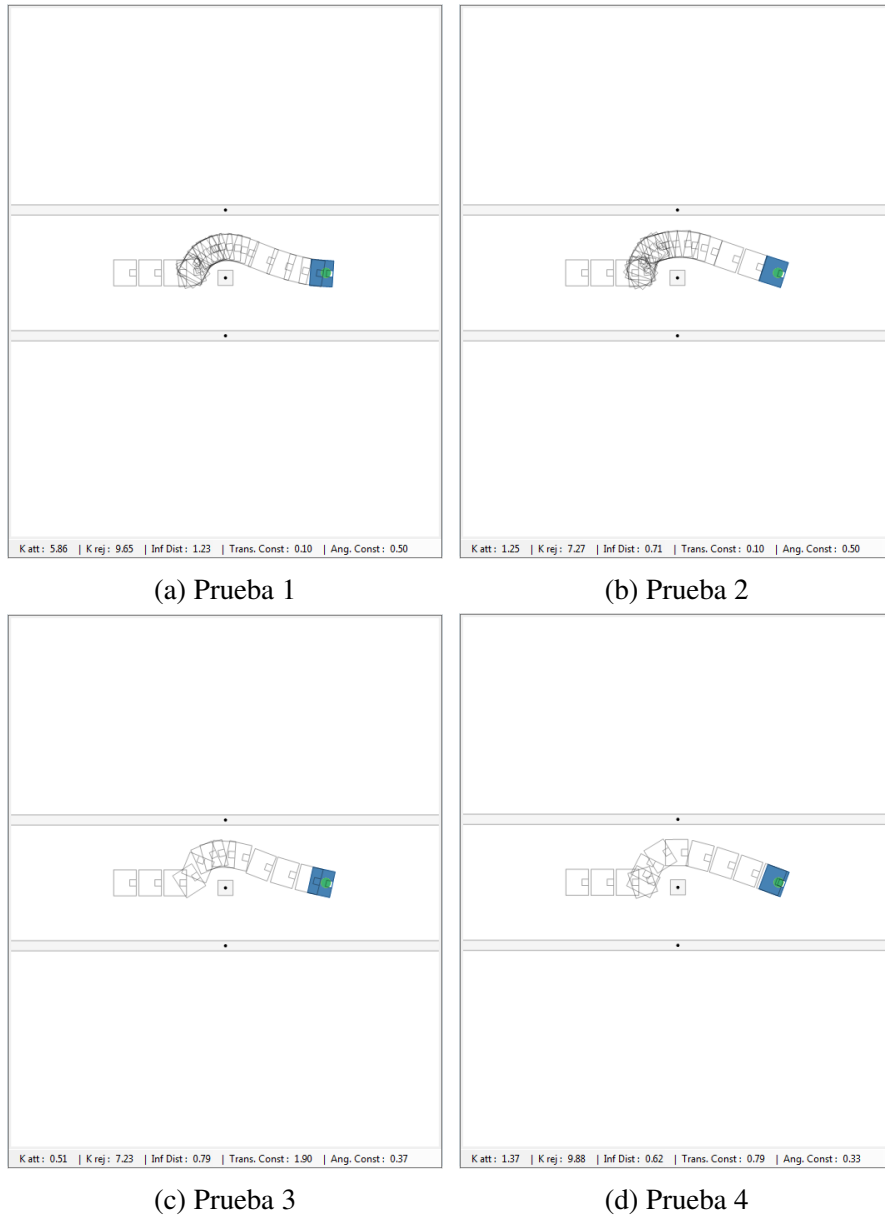 K att : 5.86 | K rej : 9.65 | Inf Dist : 1.23 | Trans. Const : 0.10 | Ang. Const : 0.50
K att : 1.25 | K rej : 7.27 | Inf Dist : 0.71 | Trans. Const : 0.10 | Ang. Const : 0.50
(a) Prueba 1
(b) Prueba 2
K att : 0.51 | K rej : 7.23 | Inf Dist : 0.79 | Trans. Const : 1.90 | Ang. Const : 0.37
K att : 1.37 | K rej : 9.88 | Inf Dist : 0.62 | Trans. Const : 0.79 | Ang. Const : 0.33
(c) Prueba 3
(d) Prueba 4